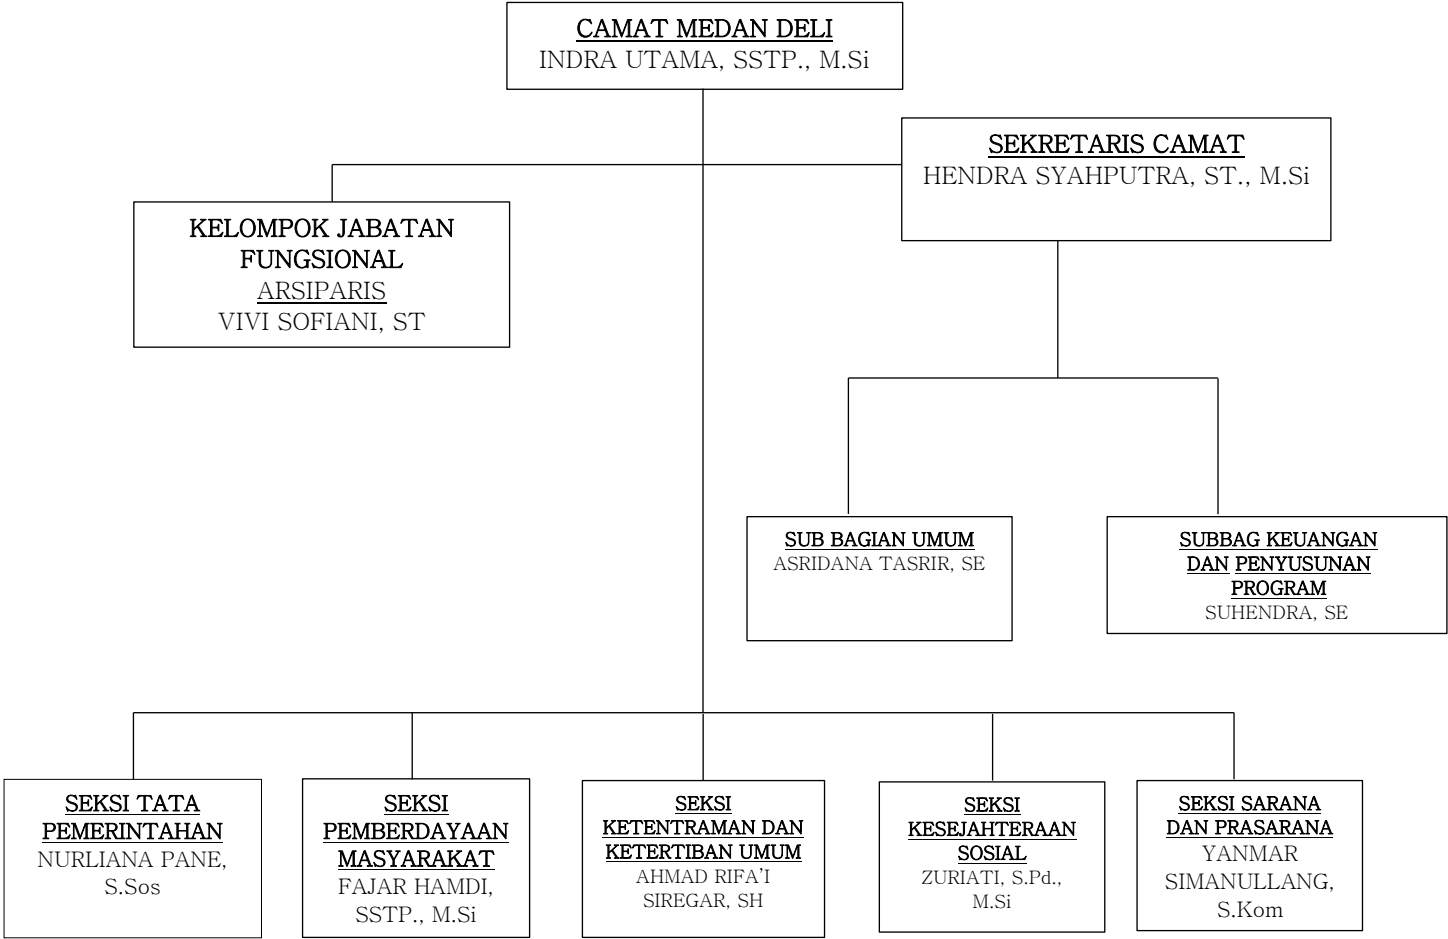 CAMAT MEDAN DELI
INDRA UTAMA, SSTP., M.Si
SEKRETARIS CAMAT
HENDRA SYAHPUTRA, ST., M.Si
KELOMPOK JABATAN
FUNGSIONAL
ARSIPARIS
VIVI SOFIANI, ST
SUB BAGIAN UMUM
ASRIDANA TASRIR, SE
SUBBAG KEUANGAN
DAN PENYUSUNAN
PROGRAM
SUHENDRA, SE
SEKSI TATA
PEMERINTAHAN
NURLIANA PANE,
S.Sos
SEKSI
PEMBERDAYAAN
MASYARAKAT
FAJAR HAMDI,
SSTP., M.Si
SEKSI
KETENTRAMAN DAN
KETERTIBAN UMUM
AHMAD RIFA'I
SIREGAR, SH
SEKSI
KESEJAHTERAAN
SOSIAL
ZURIATI, S.Pd.,
M.Si
SEKSI SARANA
DAN PRASARANA
YANMAR
SIMANULLANG,
S.Kom